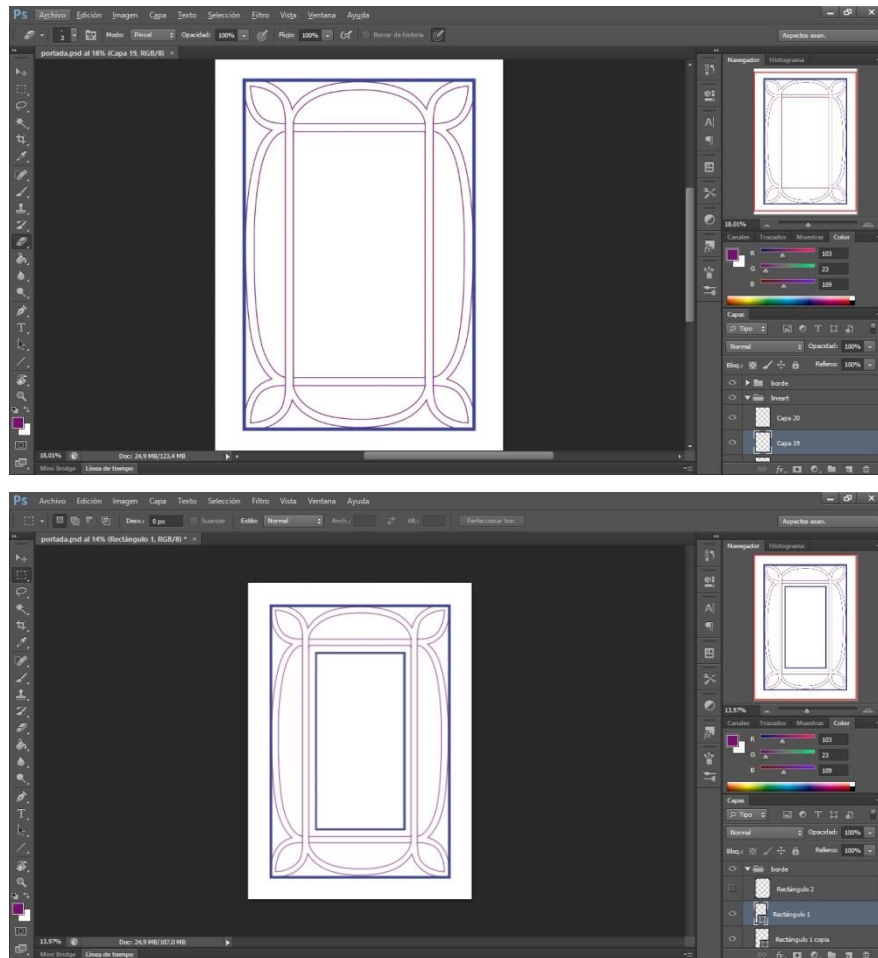 Ps Archivo Edición Imagen Capa Texto Selección Filtro Vista Ventana Ayuda
3 Modo: Pincel Opacidad: 100% Flujo: 100% Borrar de historia Aspectos esen.
portada.psd al 18% (Capa 19, RGB/8) ×
Navegador Histograma
18,01%
Canales Trazados Muestras Color
R 103
G 23
B 109
Capas
Tipo
Normal Opacidad: 100%
Bloq.: Relleno: 100%
borde
lineart
Capa 20
Capa 19
18,01% Doc: 24,9 MB/123,4 MB
Mini Bridge Línea de tiempo
Ps Archivo Edición Imagen Capa Texto Selección Filtro Vista Ventana Ayuda
Desv.: 0 px Suavizar Estilo: Normal Anch.: Alt.: Perfeccionar bor... Aspectos esen.
portada.psd al 14% (Rectángulo 1, RGB/8) * ×
Navegador Histograma
13,97%
Canales Trazados Muestras Color
R 103
G 23
B 109
Capas
Tipo
Normal Opacidad: 100%
Bloq.: Relleno: 100%
borde
Rectángulo 2
Rectángulo 1
Rectángulo 1 copia
13,97% Doc: 24,9 MB/107,0 MB
Mini Bridge Línea de tiempo